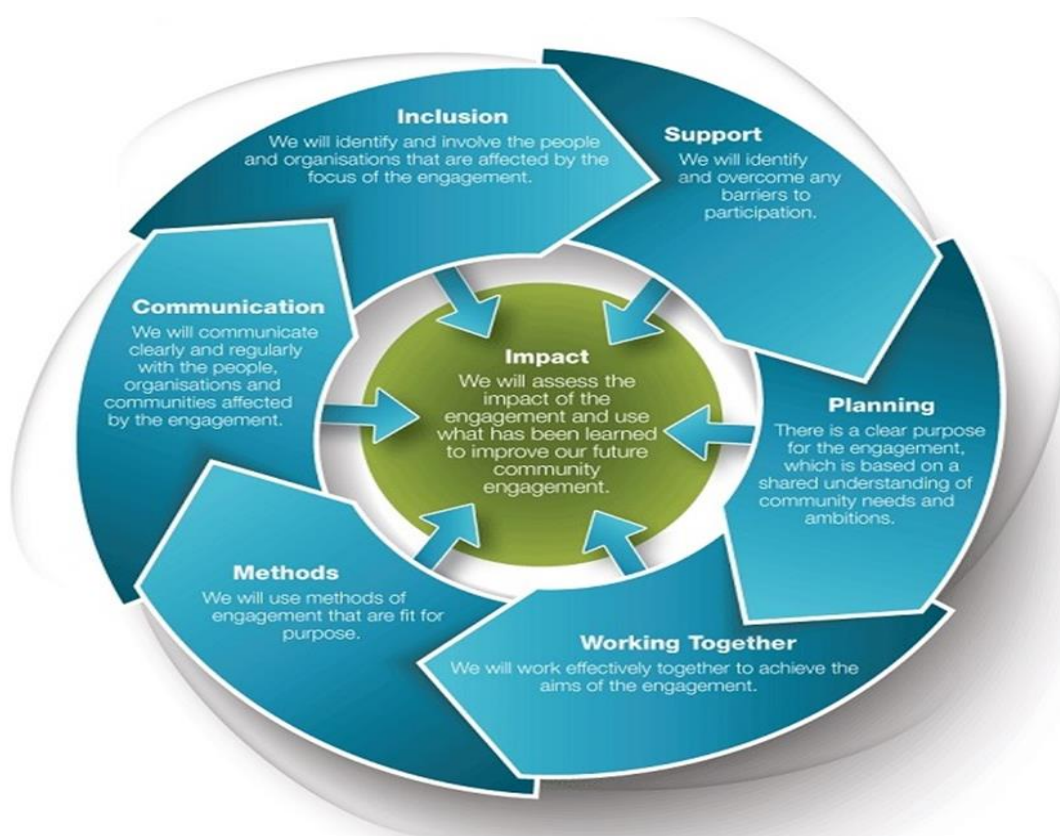 Inclusion
We will identify and involve the people
and organisations that are affected by the
focus of the engagement.
Support
We will identify
and overcome any
barriers to
participation.
Planning
There is a clear purpose
for the engagement,
which is based on a
shared understanding of
community needs and
ambitions.
Working Together
We will work effectively together to achieve the
aims of the engagement.
Methods
We will use methods of
engagement that are fit for
purpose.
Communication
We will communicate
clearly and regularly
with the people,
organisations and
communities affected
by the engagement.
Impact
We will assess the
impact of the
engagement and use
what has been learned
to improve our future
community
engagement.